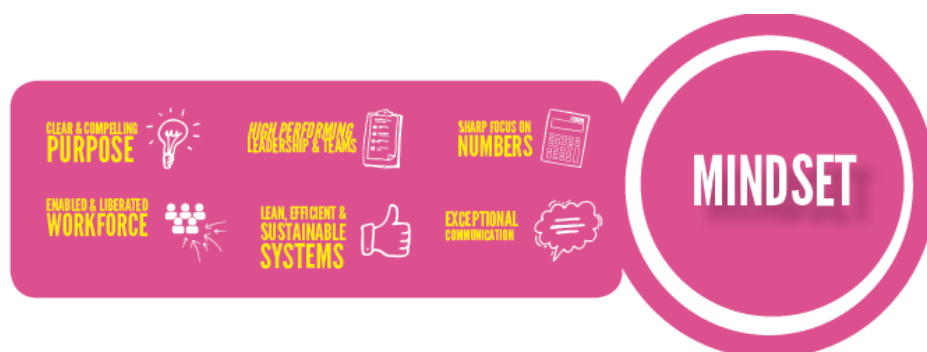 CLEAR & COMPELLING
PURPOSE
HIGH PERFORMING
LEADERSHIP & TEAMS
SHARP FOCUS ON
NUMBERS
ENABLED & LIBERATED
WORKFORCE
LEAN, EFFICIENT &
SUSTAINABLE
SYSTEMS
EXCEPTIONAL
COMMUNICATION
MINDSET